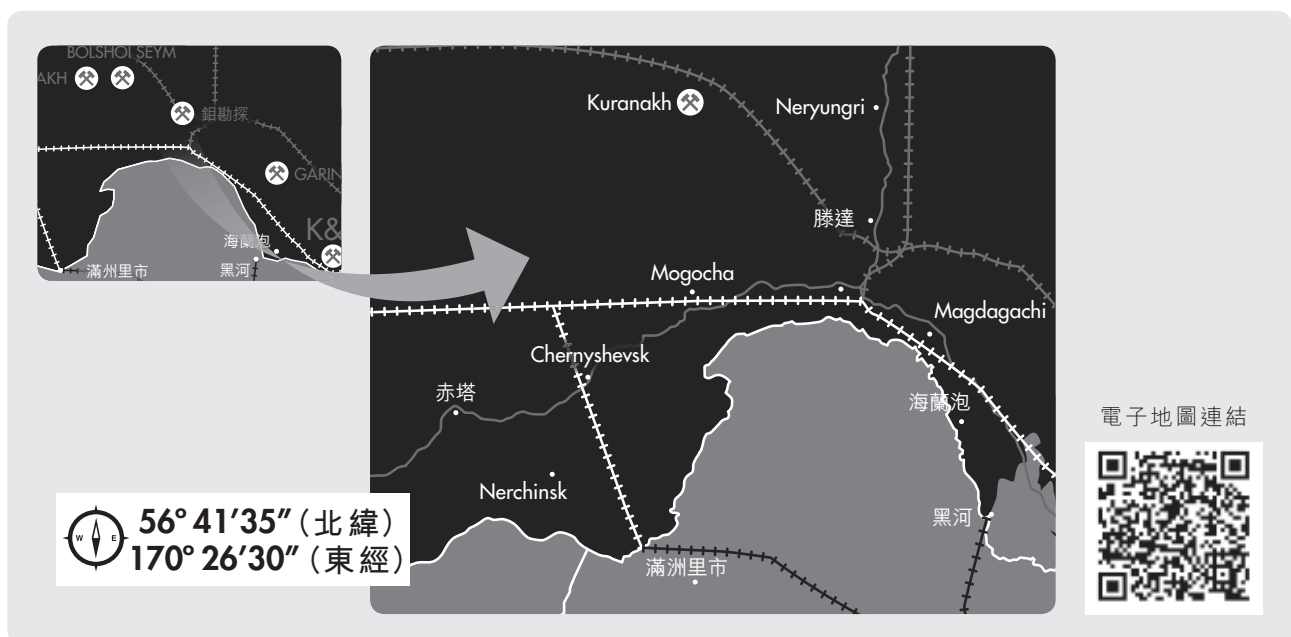 BOLSHOI SEYM
AKH
鉬勘探
GARIN
K&
海蘭泡
黑河
滿州里市
Kuranakh
Neryungri
滕達
Mogocha
Magdagachi
Chernyshevsk
赤塔
海蘭泡
Nerchinsk
黑河
滿洲里市
電子地圖連結
W E
56° 41’35” (北緯)
170° 26’30” (東經)